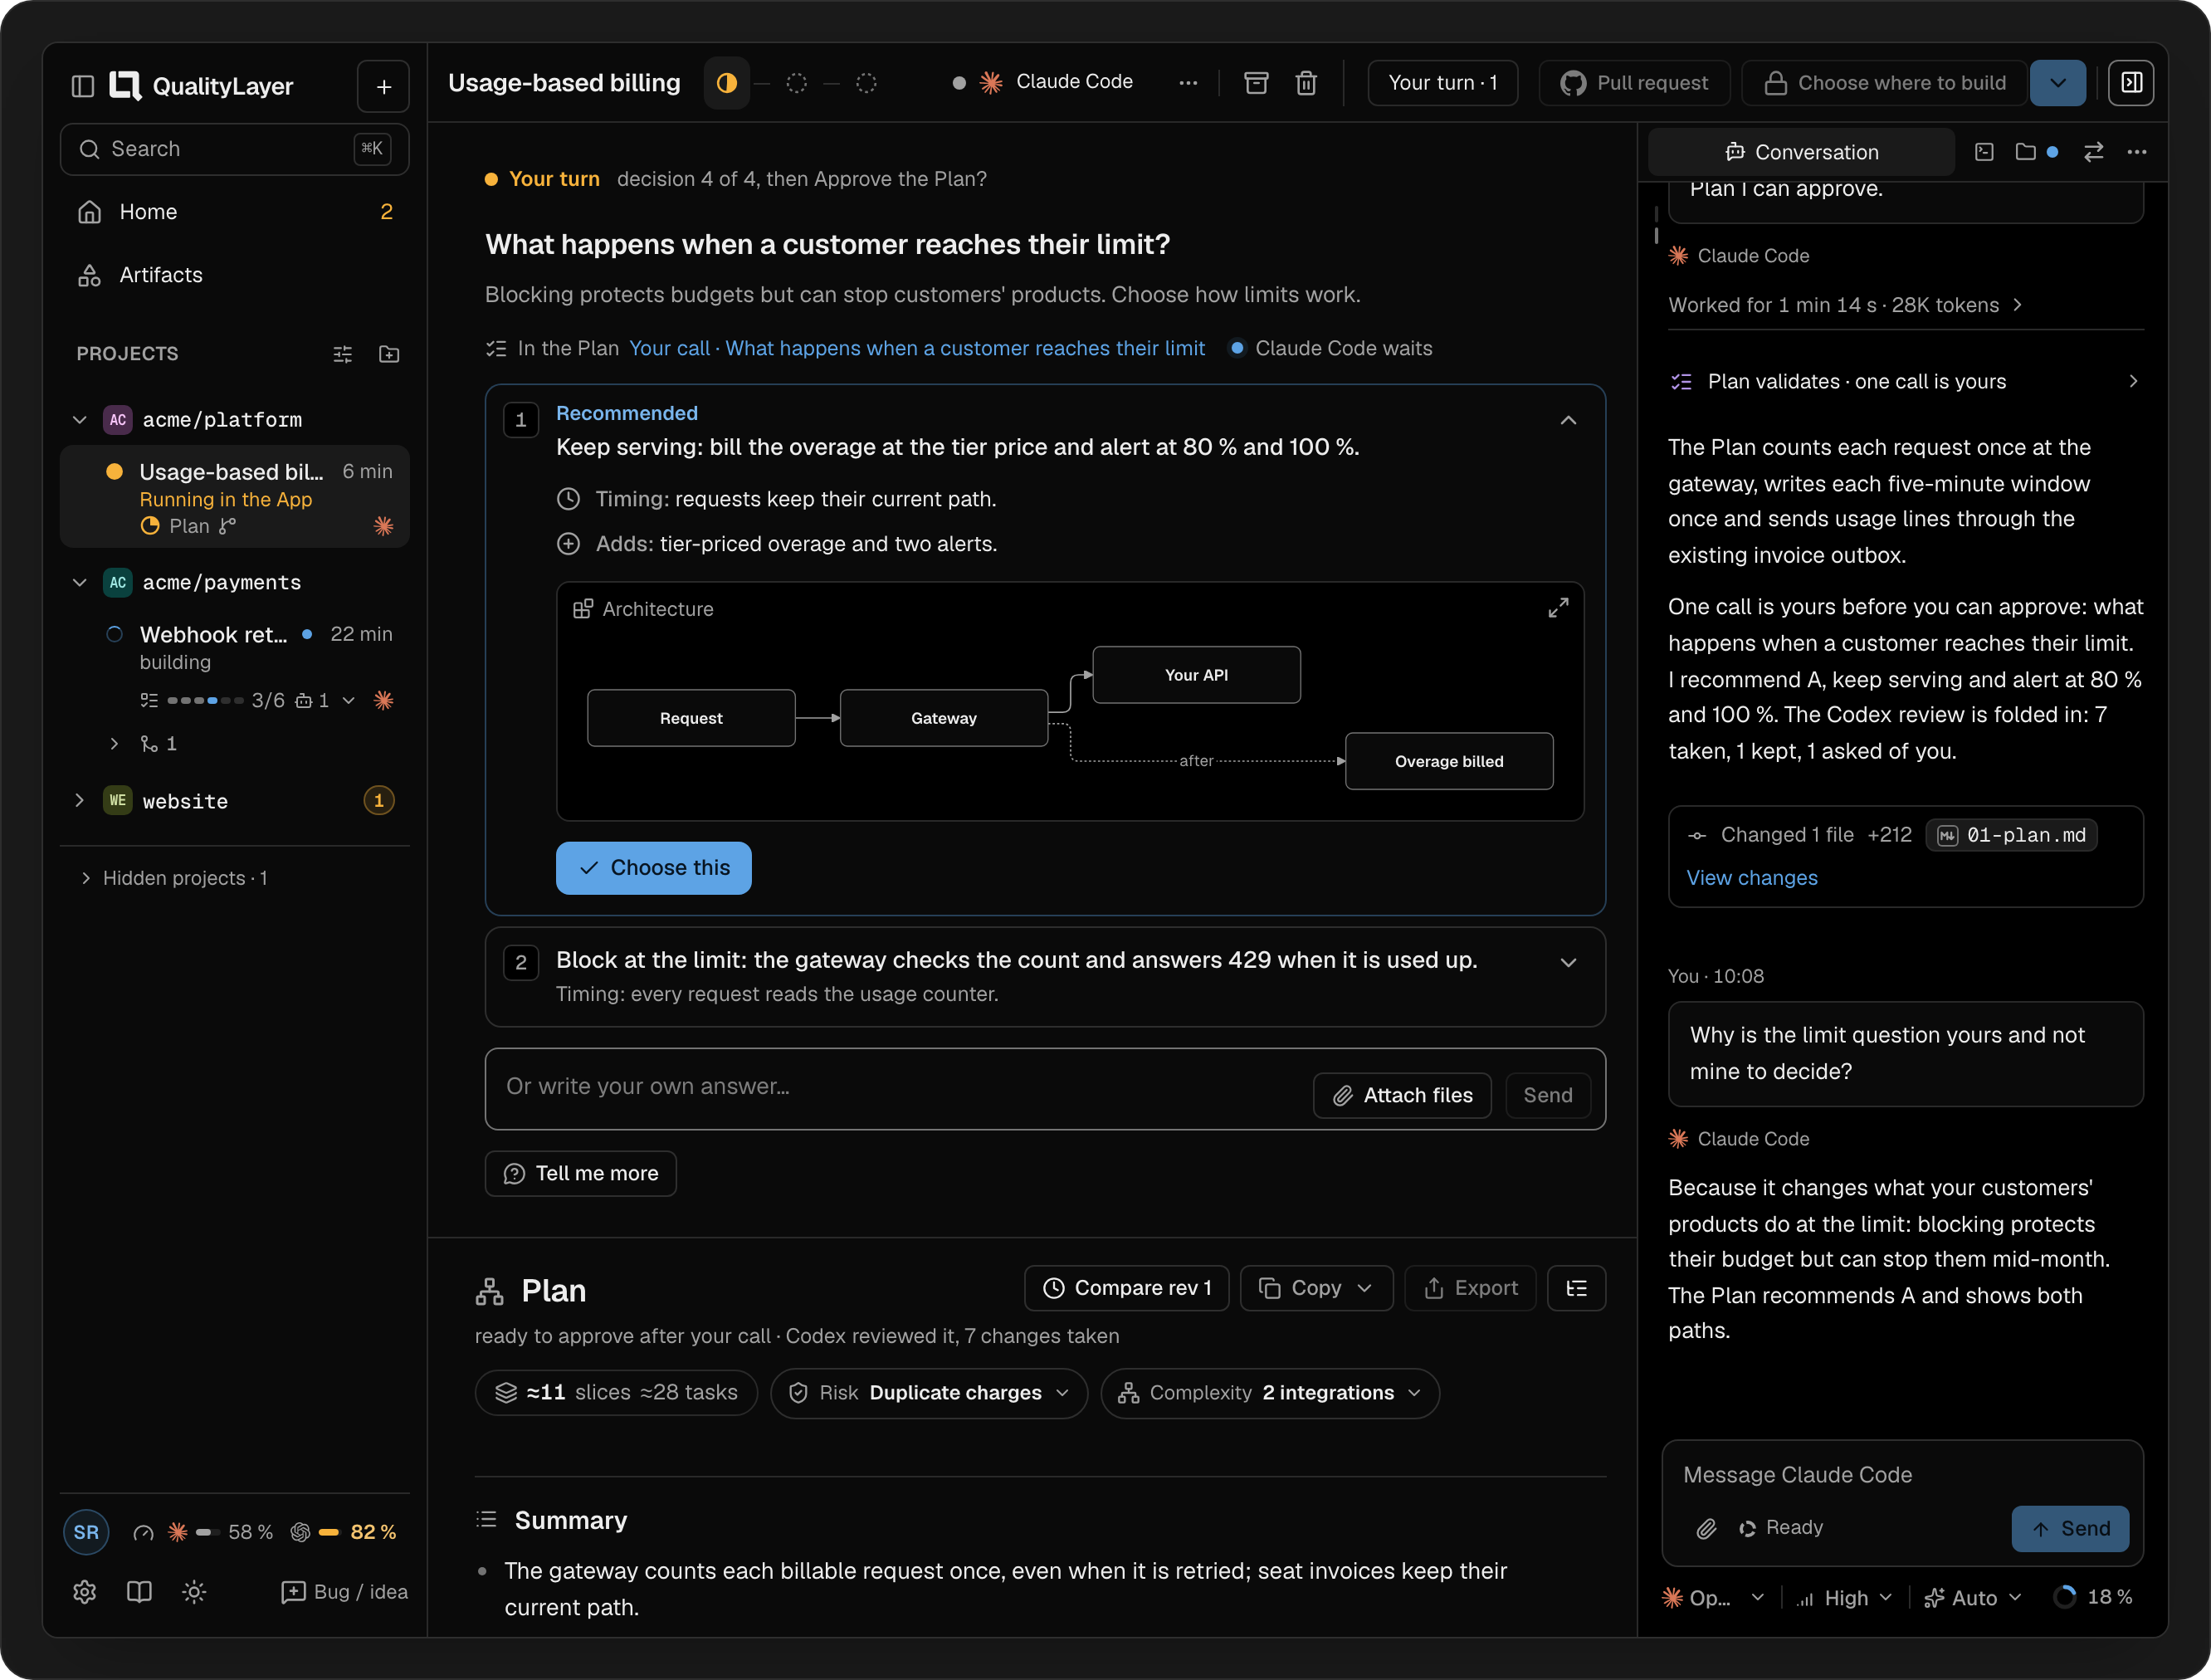 QualityLayer
Search
⌘K
Home
2
Artifacts
PROJECTS
AC
acme/platform
Usage-based bil...
6 min
Running in the App
Plan
AC
acme/payments
Webhook ret...
22 min
building
3/6
1
1
WE
website
1
Hidden projects · 1
SR
58 %
82 %
Bug / idea
Usage-based billing
Claude Code
Your turn · 1
Pull request
Choose where to build
Your turn
decision 4 of 4, then Approve the Plan?
What happens when a customer reaches their limit?
Blocking protects budgets but can stop customers' products. Choose how limits work.
In the Plan
Your call · What happens when a customer reaches their limit
Claude Code waits
1
Recommended
Keep serving: bill the overage at the tier price and alert at 80 % and 100 %.
Timing: requests keep their current path.
Adds: tier-priced overage and two alerts.
Architecture
Request
Gateway
Your API
after
Overage billed
Choose this
2
Block at the limit: the gateway checks the count and answers 429 when it is used up.
Timing: every request reads the usage counter.
Or write your own answer...
Attach files
Send
Tell me more
Plan
Compare rev 1
Copy
Export
ready to approve after your call · Codex reviewed it, 7 changes taken
≈11 slices ≈28 tasks
Risk Duplicate charges
Complexity 2 integrations
Summary
The gateway counts each billable request once, even when it is retried; seat invoices keep their
current path.
Conversation
Plan I can approve.
Claude Code
Worked for 1 min 14 s · 28K tokens
Plan validates · one call is yours
The Plan counts each request once at the
gateway, writes each five-minute window
once and sends usage lines through the
existing invoice outbox.
One call is yours before you can approve: what
happens when a customer reaches their limit.
I recommend A, keep serving and alert at 80 %
and 100 %. The Codex review is folded in: 7
taken, 1 kept, 1 asked of you.
Changed 1 file +212
01-plan.md
View changes
You · 10:08
Why is the limit question yours and not
mine to decide?
Claude Code
Because it changes what your customers'
products do at the limit: blocking protects
their budget but can stop them mid-month.
The Plan recommends A and shows both
paths.
Message Claude Code
Ready
Send
Op...
High
Auto
18 %